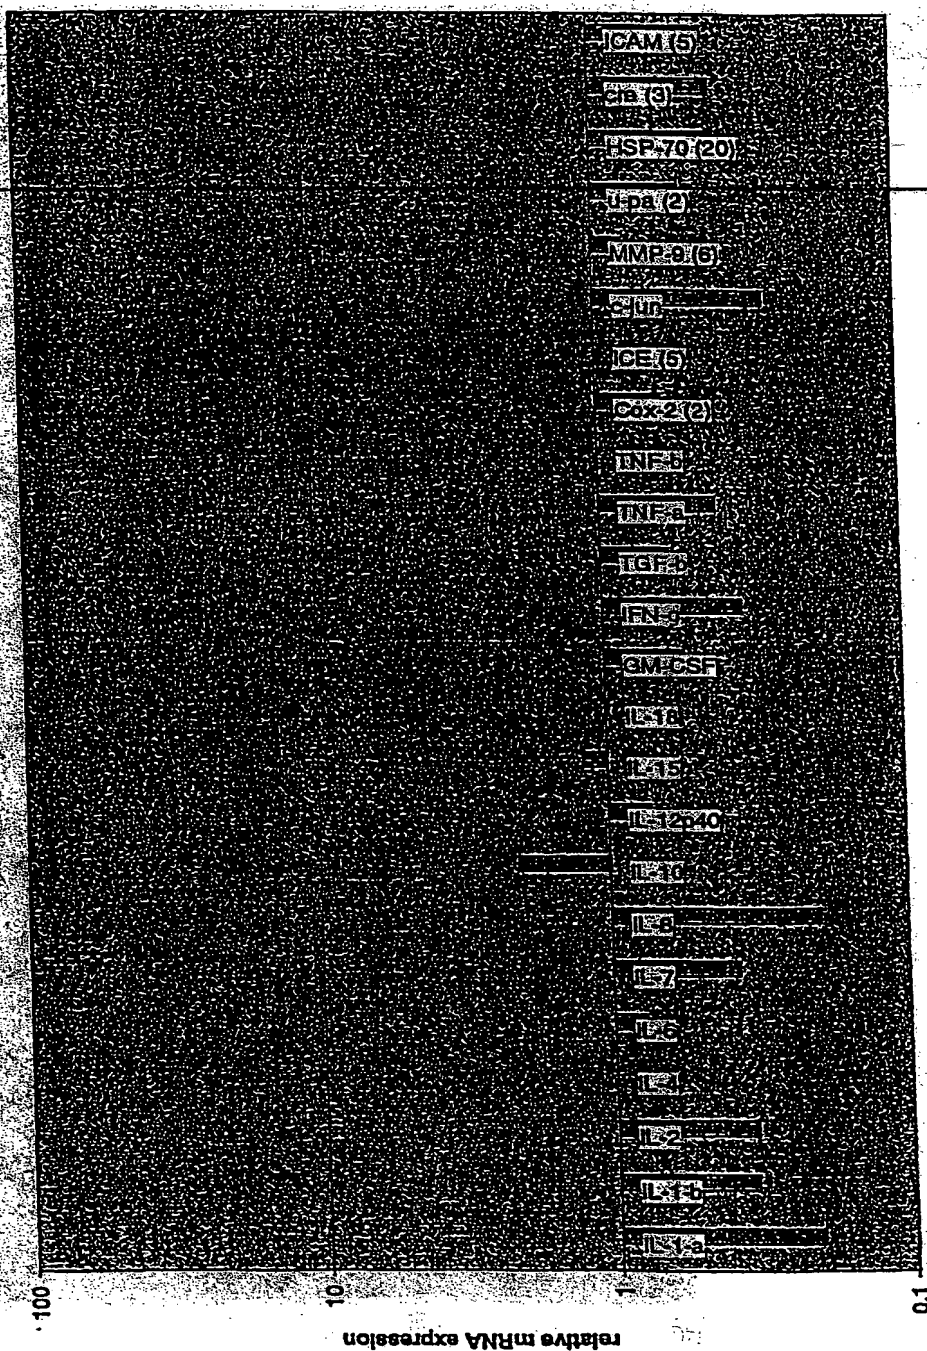 ICAM (5)
HSP-70 (20)
u-pa (2)
MMP-9 (6)
c-jun
ICE (5)
Cox-2 (2)
TNF-b
TNF-a
TGF-b
IFN-g
GM-CSF
IL-15
IL-12p40
IL-10
IL-8
IL-7
IL-6
IL-4
IL-2
IL-1-b
IL-1-a
100
10
1
0.1
relative mRNA expression